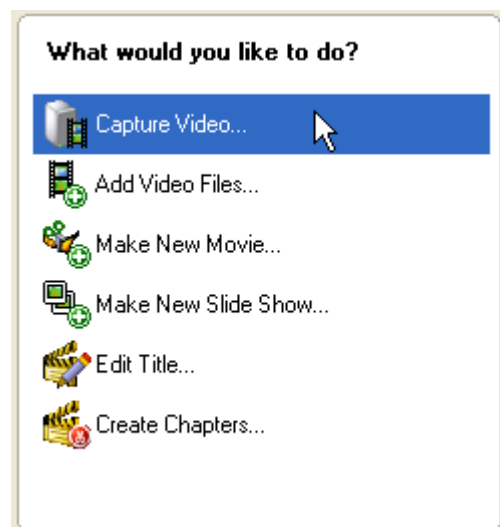 What would you like to do?
Capture Video...
Add Video Files...
Make New Movie...
Make New Slide Show...
Edit Title...
Create Chapters...